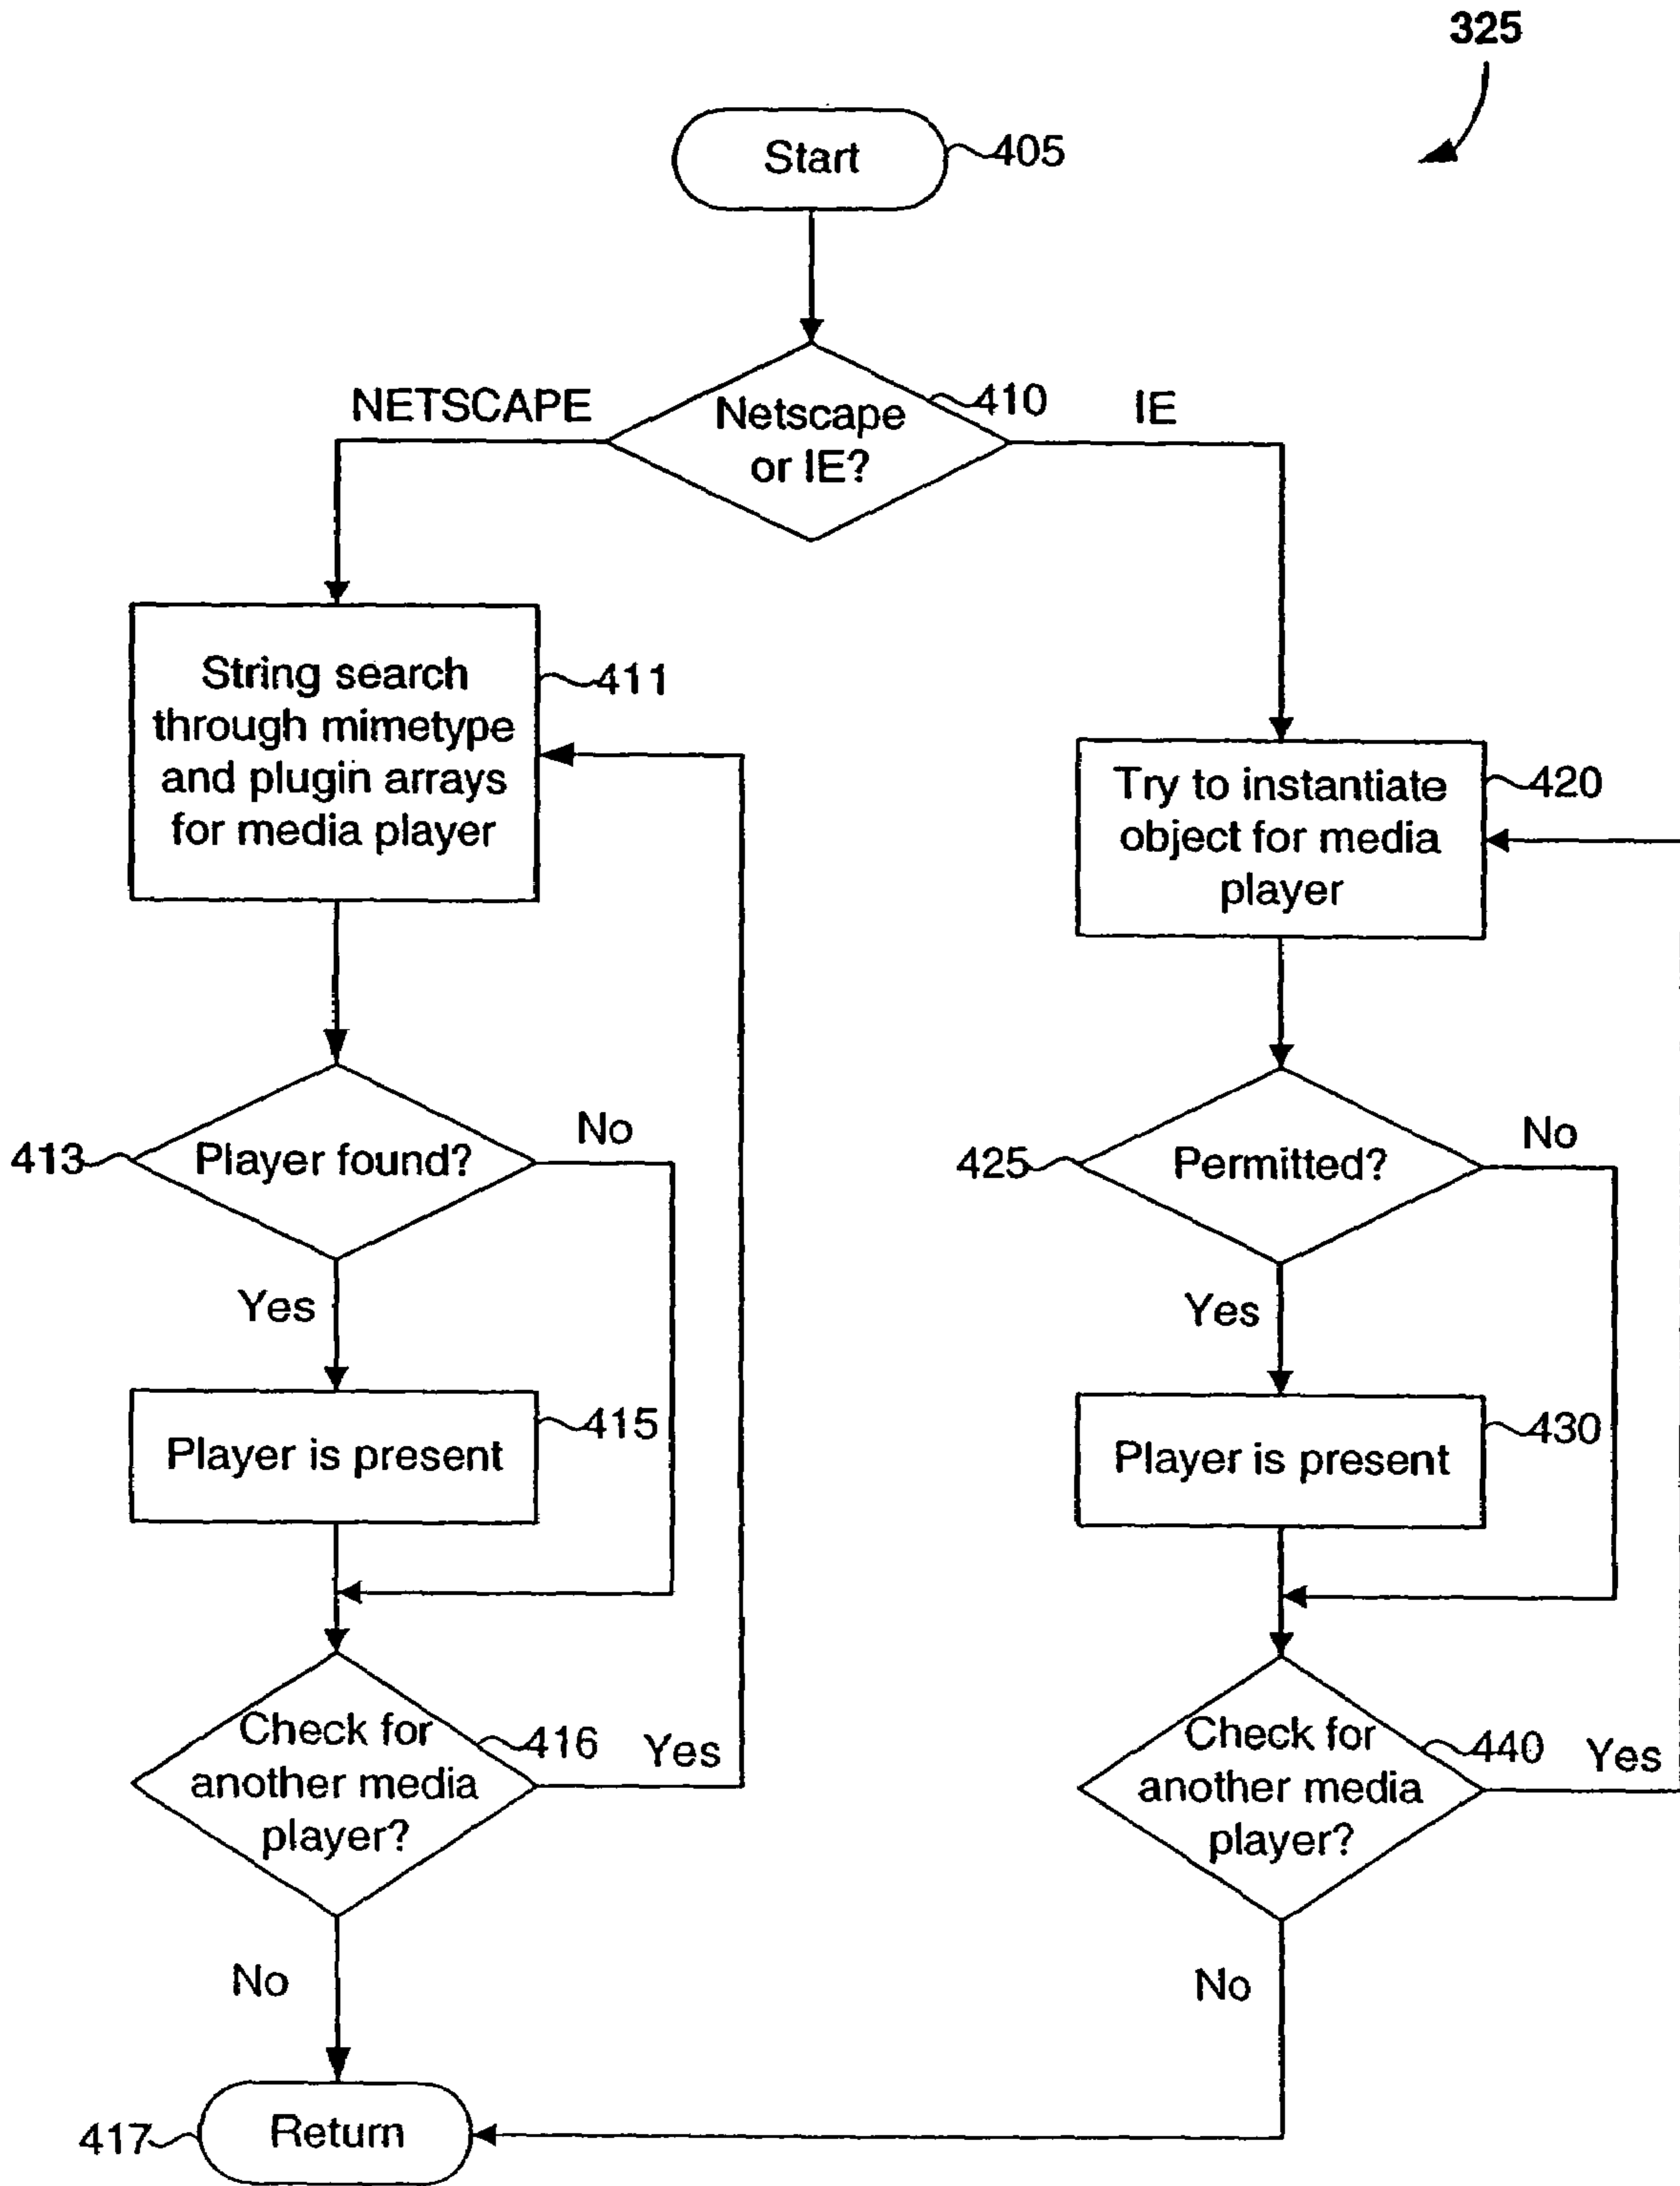 325
Start
405
NETSCAPE
Netscape
or IE?
410
IE
String search
through mimetype
and plugin arrays
for media player
411
Try to instantiate
object for media
player
420
413
Player found?
No
425
Permitted?
No
Yes
Yes
Player is present
415
Player is present
430
Check for
another media
player?
416
Yes
Check for
another media
player?
440
Yes
No
No
417
Return